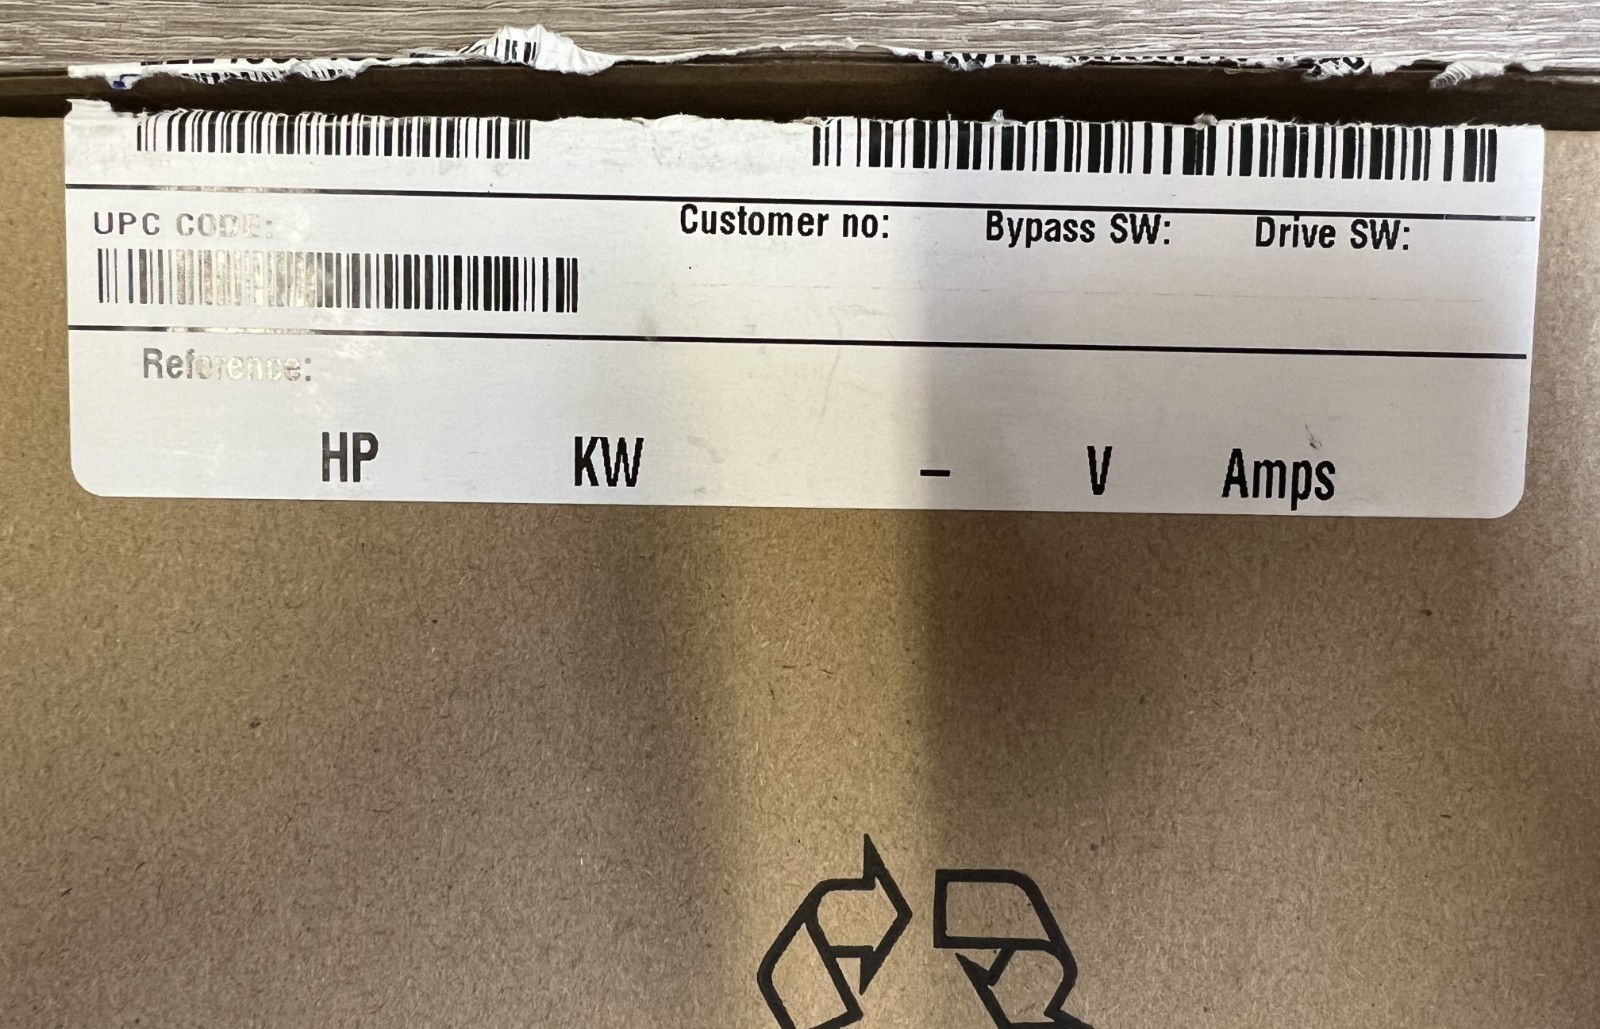 UPC CODE: Customer no: Bypass SW: Drive SW:
Reference:
HP KW – V Amps